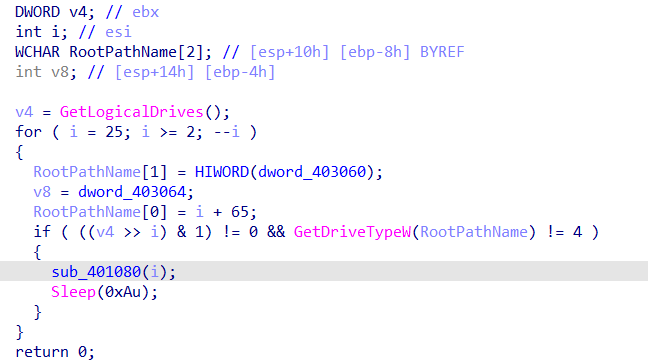 DWORD v4; // ebx
int i; // esi
WCHAR RootPathName[2]; // [esp+10h] [ebp-8h] BYREF
int v8; // [esp+14h] [ebp-4h]

v4 = GetLogicalDrives();
for ( i = 25; i >= 2; --i )
{
  RootPathName[1] = HIWORD(dword_403060);
  v8 = dword_403064;
  RootPathName[0] = i + 65;
  if ( ((v4 >> i) & 1) != 0 && GetDriveTypeW(RootPathName) != 4 )
  {
    sub_401080(i);
    Sleep(0xAu);
  }
}
return 0;